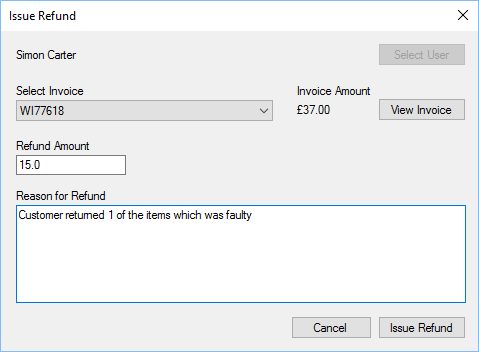 Issue Refund
Simon Carter
Select User
Select Invoice
Invoice Amount
WI77618
£37.00
View Invoice
Refund Amount
15.0
Reason for Refund
Customer returned 1 of the items which was faulty
Cancel
Issue Refund